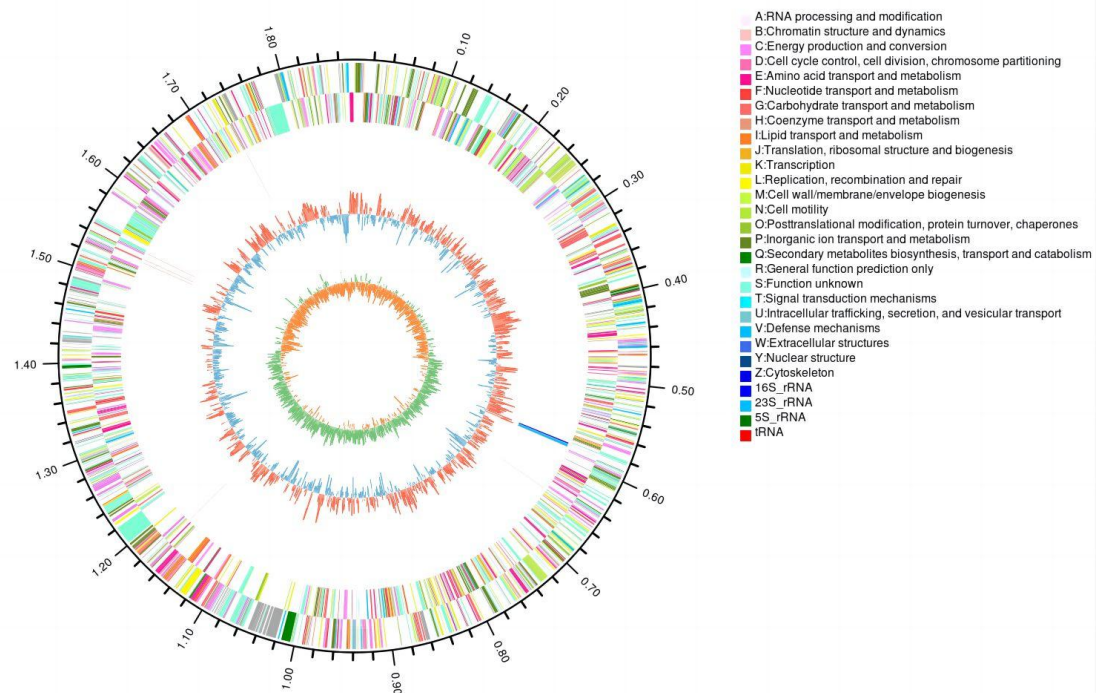 0.10
0.20
0.30
0.40
0.50
0.60
0.70
0.80
0.90
1.00
1.10
1.20
1.30
1.40
1.50
1.60
1.70
1.80
A:RNA processing and modification
B:Chromatin structure and dynamics
C:Energy production and conversion
D:Cell cycle control, cell division, chromosome partitioning
E:Amino acid transport and metabolism
F:Nucleotide transport and metabolism
G:Carbohydrate transport and metabolism
H:Coenzyme transport and metabolism
I:Lipid transport and metabolism
J:Translation, ribosomal structure and biogenesis
K:Transcription
L:Replication, recombination and repair
M:Cell wall/membrane/envelope biogenesis
N:Cell motility
O:Posttranslational modification, protein turnover, chaperones
P:Inorganic ion transport and metabolism
Q:Secondary metabolites biosynthesis, transport and catabolism
R:General function prediction only
S:Function unknown
T:Signal transduction mechanisms
U:Intracellular trafficking, secretion, and vesicular transport
V:Defense mechanisms
W:Extracellular structures
Y:Nuclear structure
Z:Cytoskeleton
16S_rRNA
23S_rRNA
5S_rRNA
tRNA